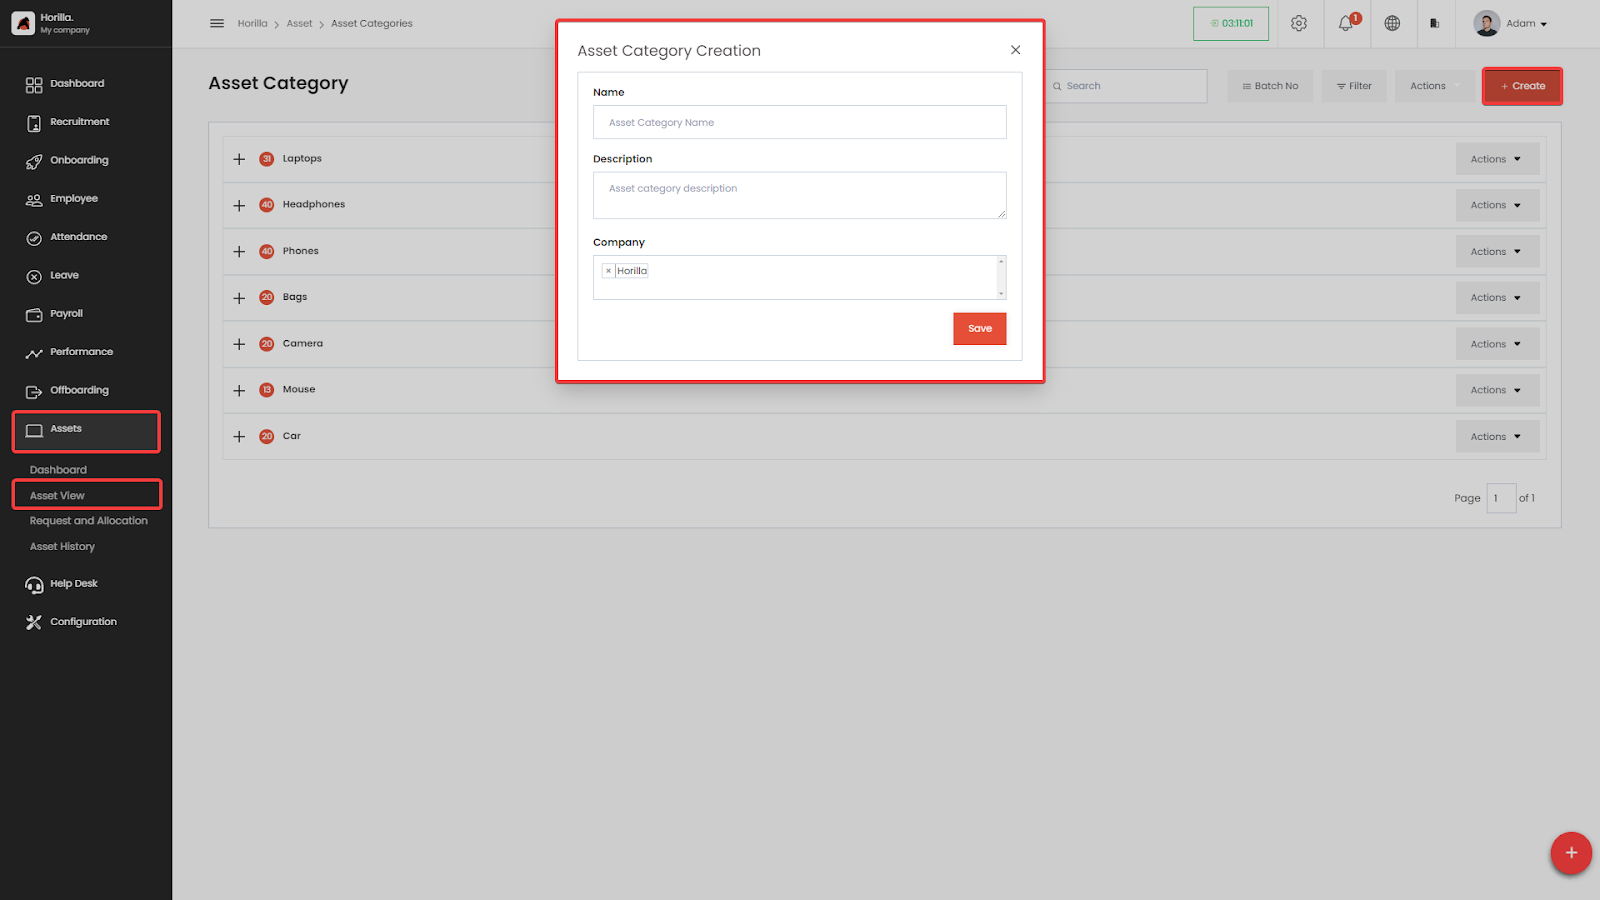 Horilla.
My company
Dashboard
Recruitment
Onboarding
Employee
Attendance
Leave
Payroll
Performance
Offboarding
Assets
Dashboard
Asset View
Request and Allocation
Asset History
Help Desk
Configuration
Horilla > Asset > Asset Categories
03:11:01
1
Adam
Asset Category
Search
Batch No
Filter
Actions
+ Create
31 Laptops Actions
40 Headphones Actions
40 Phones Actions
20 Bags Actions
20 Camera Actions
13 Mouse Actions
20 Car Actions
Page 1 of 1
Asset Category Creation
Name
Asset Category Name
Description
Asset category description
Company
× Horilla
Save